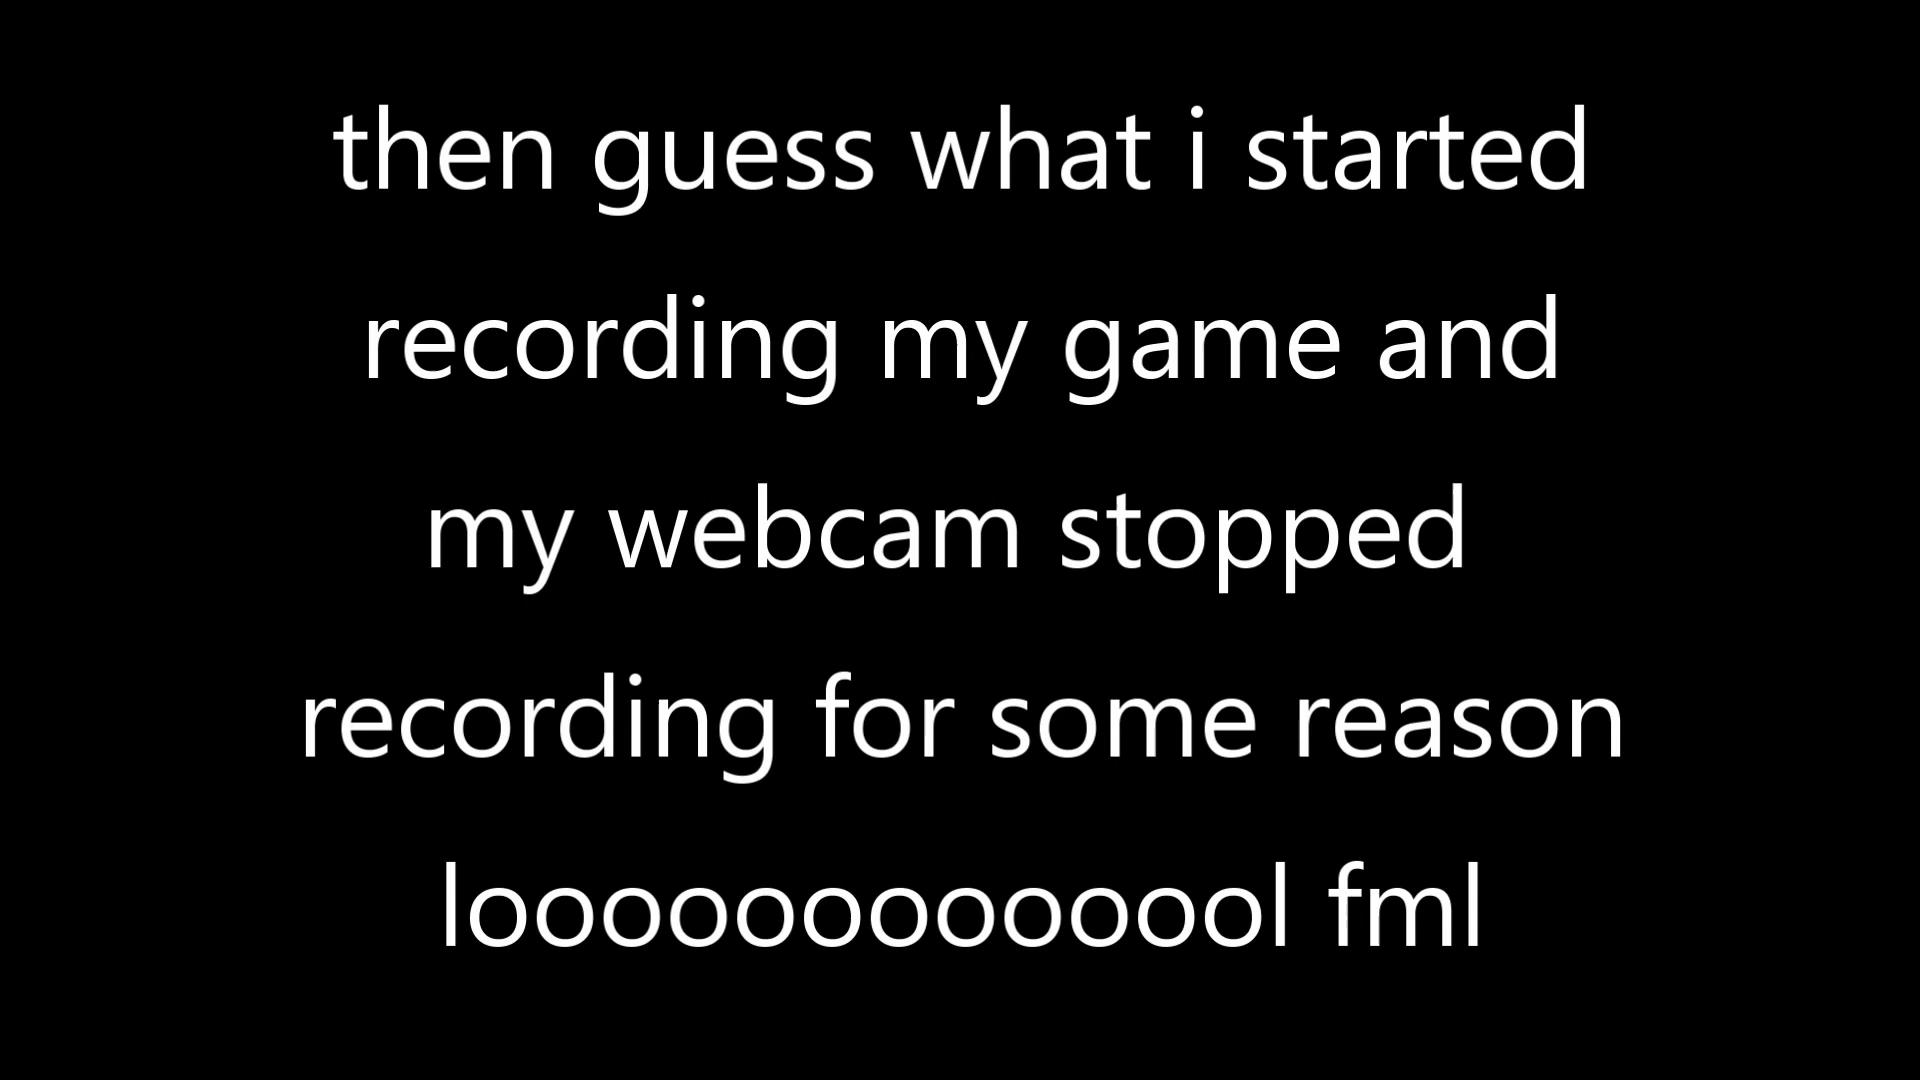 then guess what i started
recording my game and
my webcam stopped
recording for some reason
looooooooooool fml